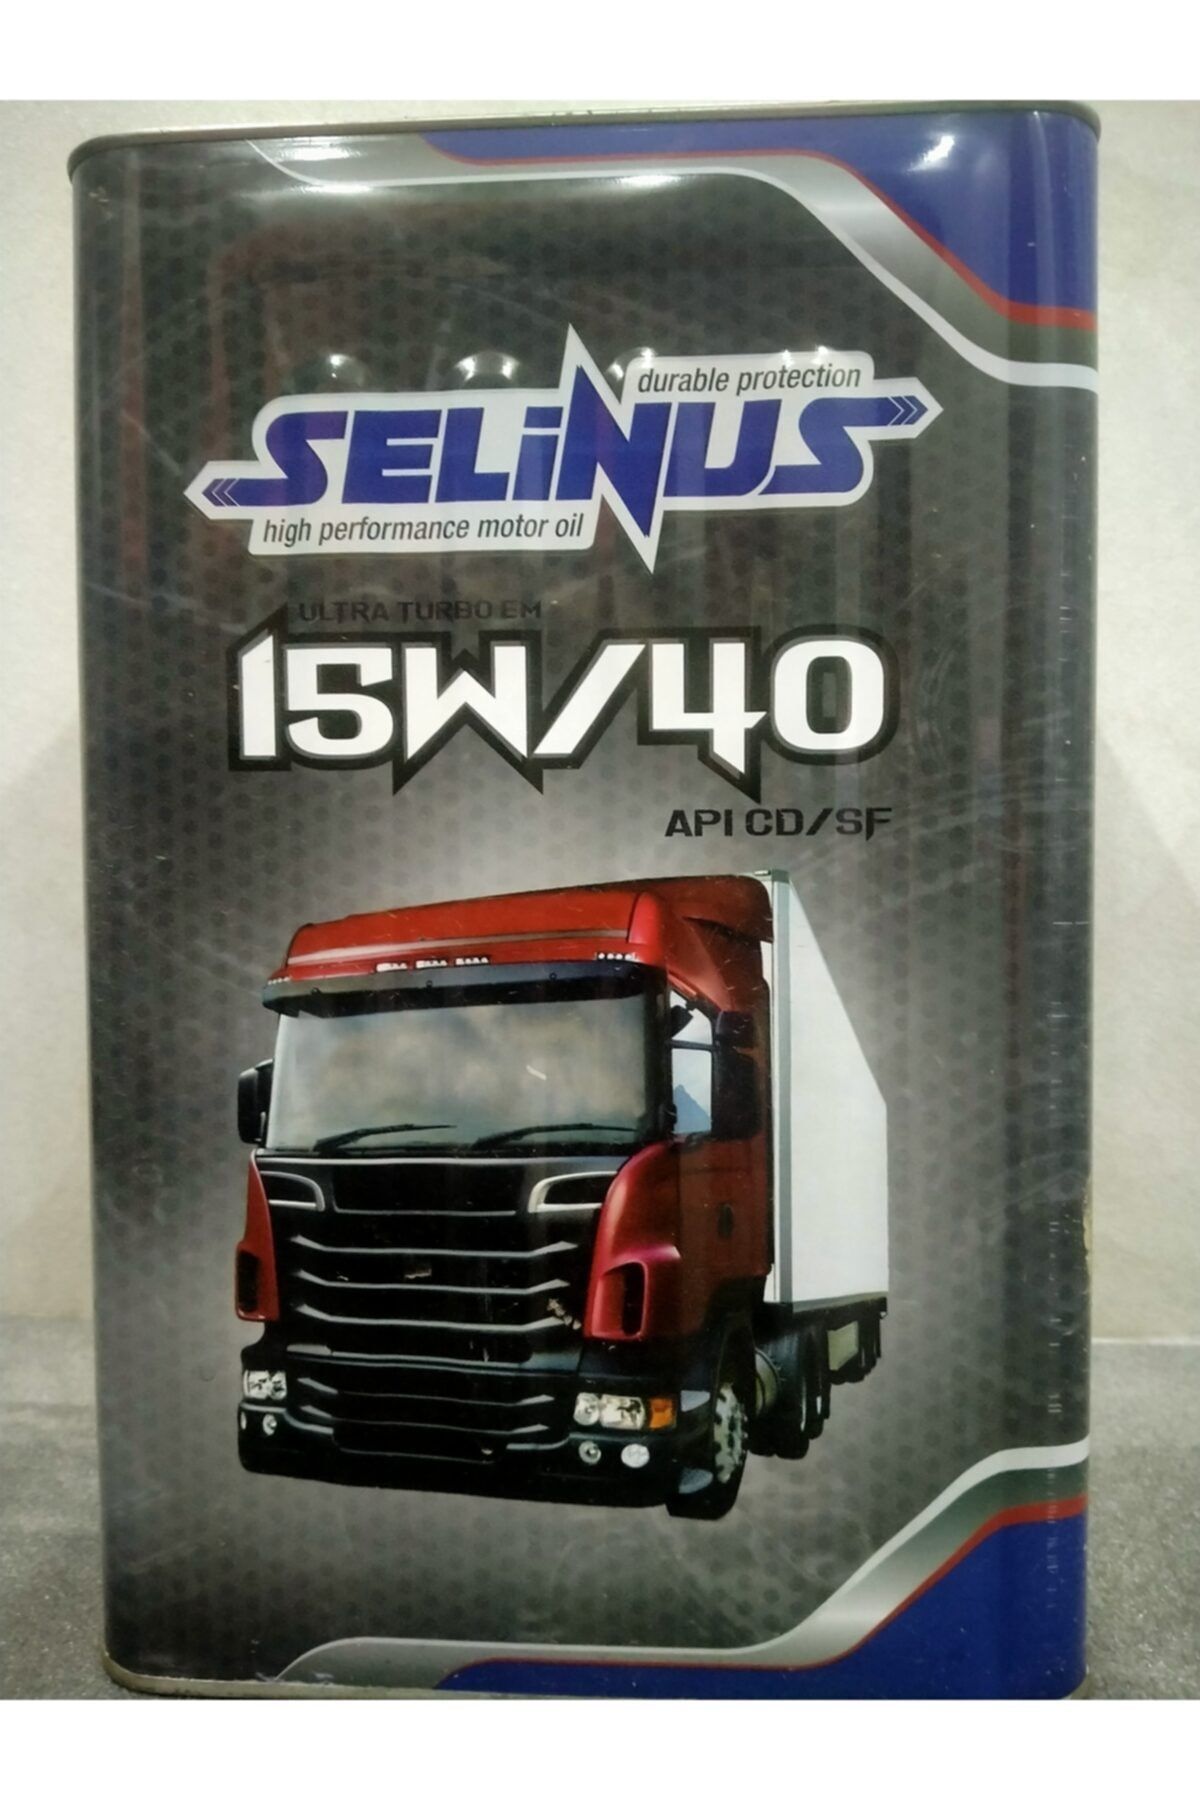 durable protection
SELiNUS
high performance motor oil
ULTRA TURBO EM
15W/40
API CD/SF